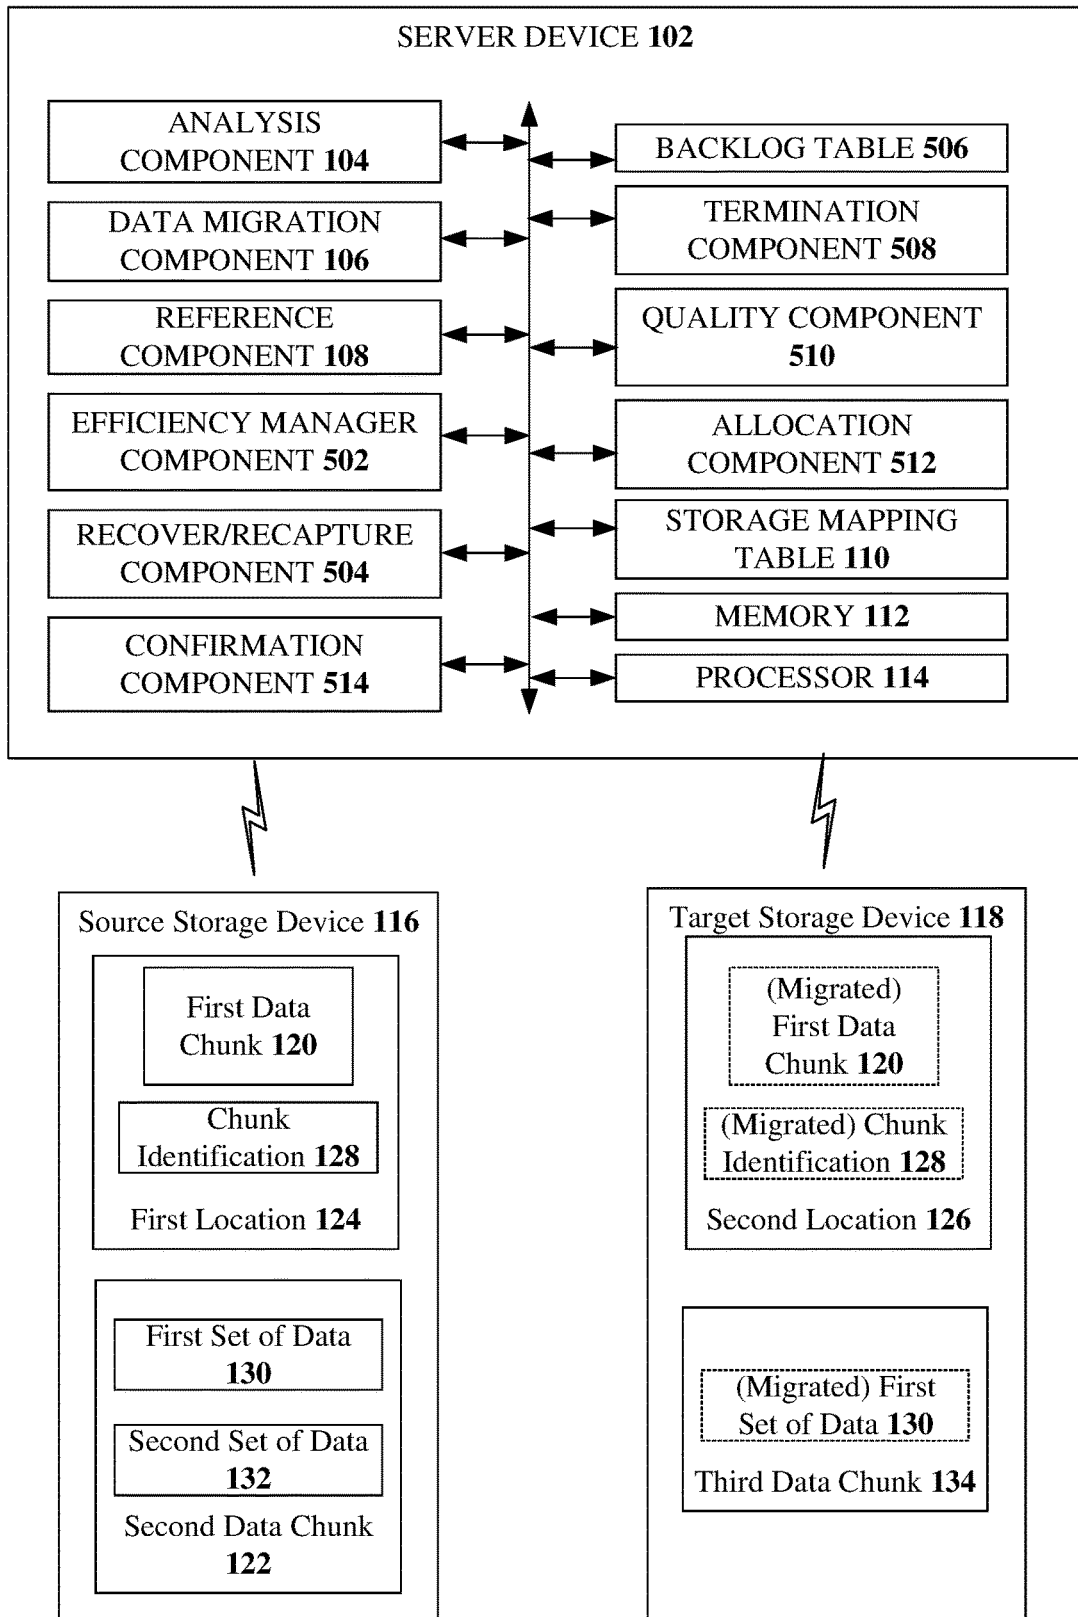 SERVER DEVICE 102
ANALYSIS
COMPONENT 104
DATA MIGRATION
COMPONENT 106
REFERENCE
COMPONENT 108
EFFICIENCY MANAGER
COMPONENT 502
RECOVER/RECAPTURE
COMPONENT 504
CONFIRMATION
COMPONENT 514
BACKLOG TABLE 506
TERMINATION
COMPONENT 508
QUALITY COMPONENT
510
ALLOCATION
COMPONENT 512
STORAGE MAPPING
TABLE 110
MEMORY 112
PROCESSOR 114
Source Storage Device 116
First Data
Chunk 120
Chunk
Identification 128
First Location 124
First Set of Data
130
Second Set of Data
132
Second Data Chunk
122
Target Storage Device 118
(Migrated)
First Data
Chunk 120
(Migrated) Chunk
Identification 128
Second Location 126
(Migrated) First
Set of Data 130
Third Data Chunk 134